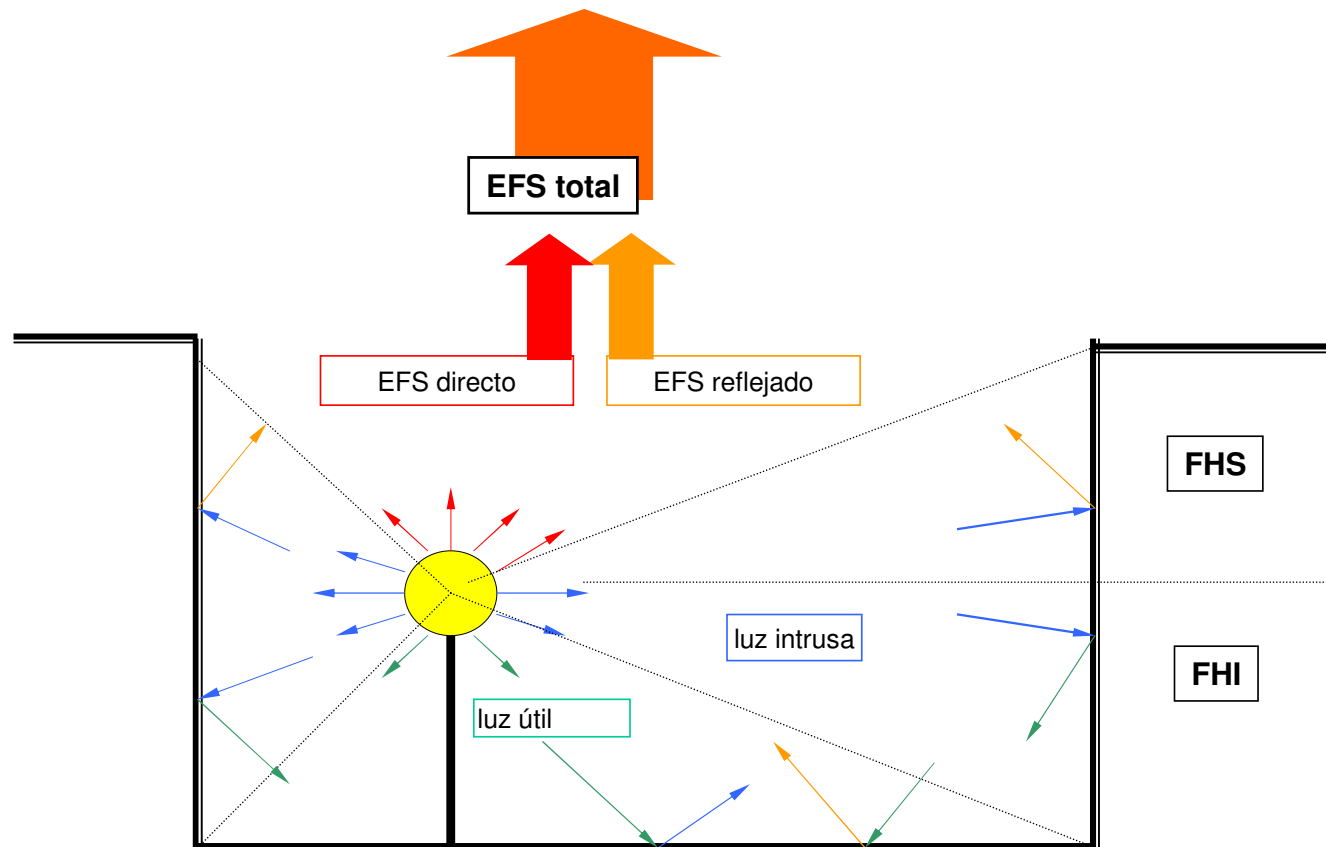 EFS total
EFS directo
EFS reflejado
FHS
luz intrusa
FHI
luz útil